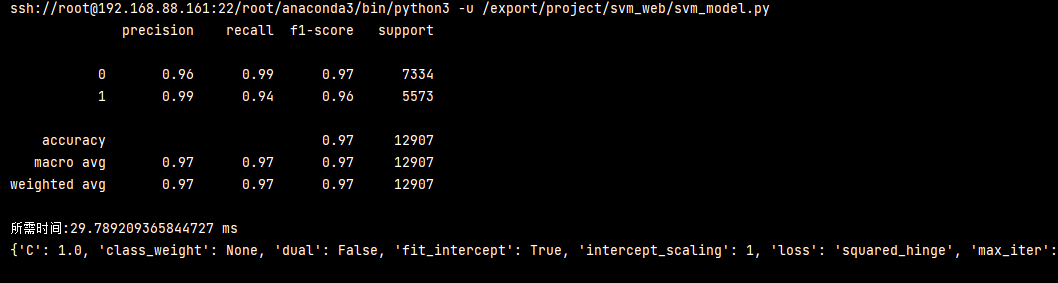 ssh://root@192.168.88.161:22/root/anaconda3/bin/python3 -u /export/project/svm_web/svm_model.py
precision recall f1-score support
0 0.96 0.99 0.97 7334
1 0.99 0.94 0.96 5573
accuracy 0.97 12907
macro avg 0.97 0.97 0.97 12907
weighted avg 0.97 0.97 0.97 12907
所需时间:29.789209365844727 ms
{'C': 1.0, 'class_weight': None, 'dual': False, 'fit_intercept': True, 'intercept_scaling': 1, 'loss': 'squared_hinge', 'max_iter':